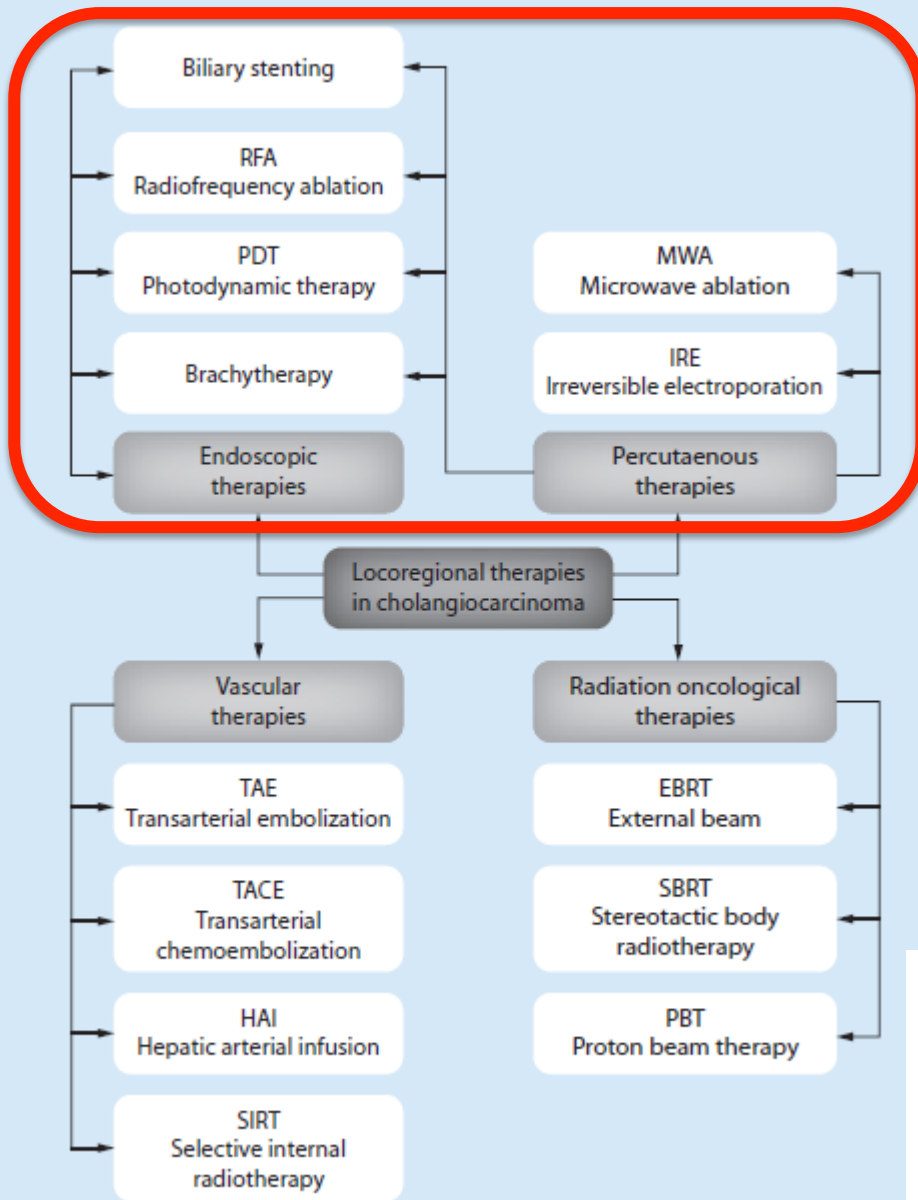 Biliary stenting
RFA
Radiofrequency ablation
PDT
Photodynamic therapy
Brachytherapy
MWA
Microwave ablation
IRE
Irreversible electroporation
Endoscopic
therapies
Percutaenous
therapies
Locoregional therapies
in cholangiocarcinoma
Vascular
therapies
TAE
Transarterial embolization
TACE
Transarterial
chemoembolization
HAI
Hepatic arterial infusion
SIRT
Selective internal
radiotherapy
Radiation oncological
therapies
EBRT
External beam
SBRT
Stereotactic body
radiotherapy
PBT
Proton beam therapy